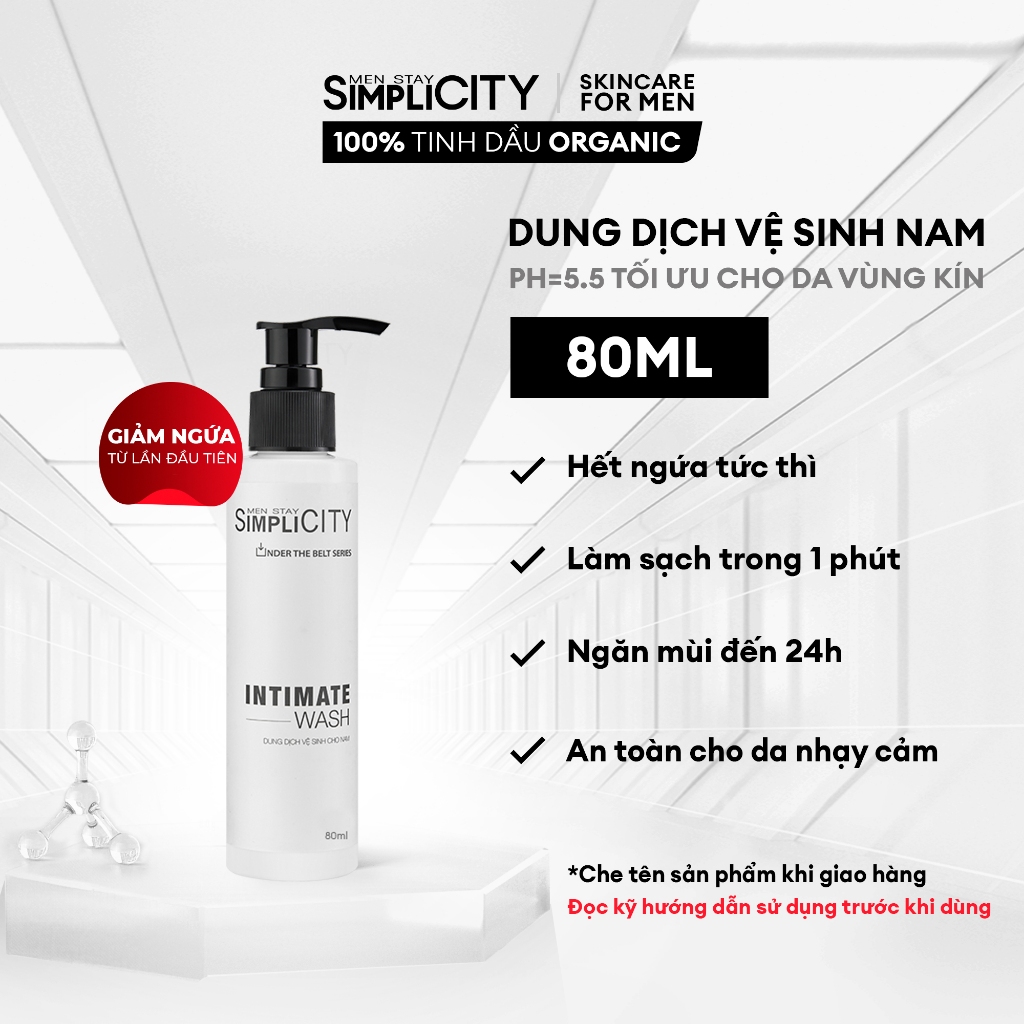 MEN STAY
SIMPLICITY
SKINCARE
FOR MEN
100% TINH DẦU ORGANIC
DUNG DỊCH VỆ SINH NAM
PH=5.5 TỐI ƯU CHO DA VÙNG KÍN
80ML
GIẢM NGỨA
TỪ LẦN ĐẦU TIÊN
Hết ngứa tức thì
Làm sạch trong 1 phút
Ngăn mùi đến 24h
An toàn cho da nhạy cảm
MEN STAY
SIMPLICITY
UNDER THE BELT SERIES
INTIMATE
WASH
DUNG DỊCH VỆ SINH CHO NAM
80ml
*Che tên sản phẩm khi giao hàng
Đọc kỹ hướng dẫn sử dụng trước khi dùng